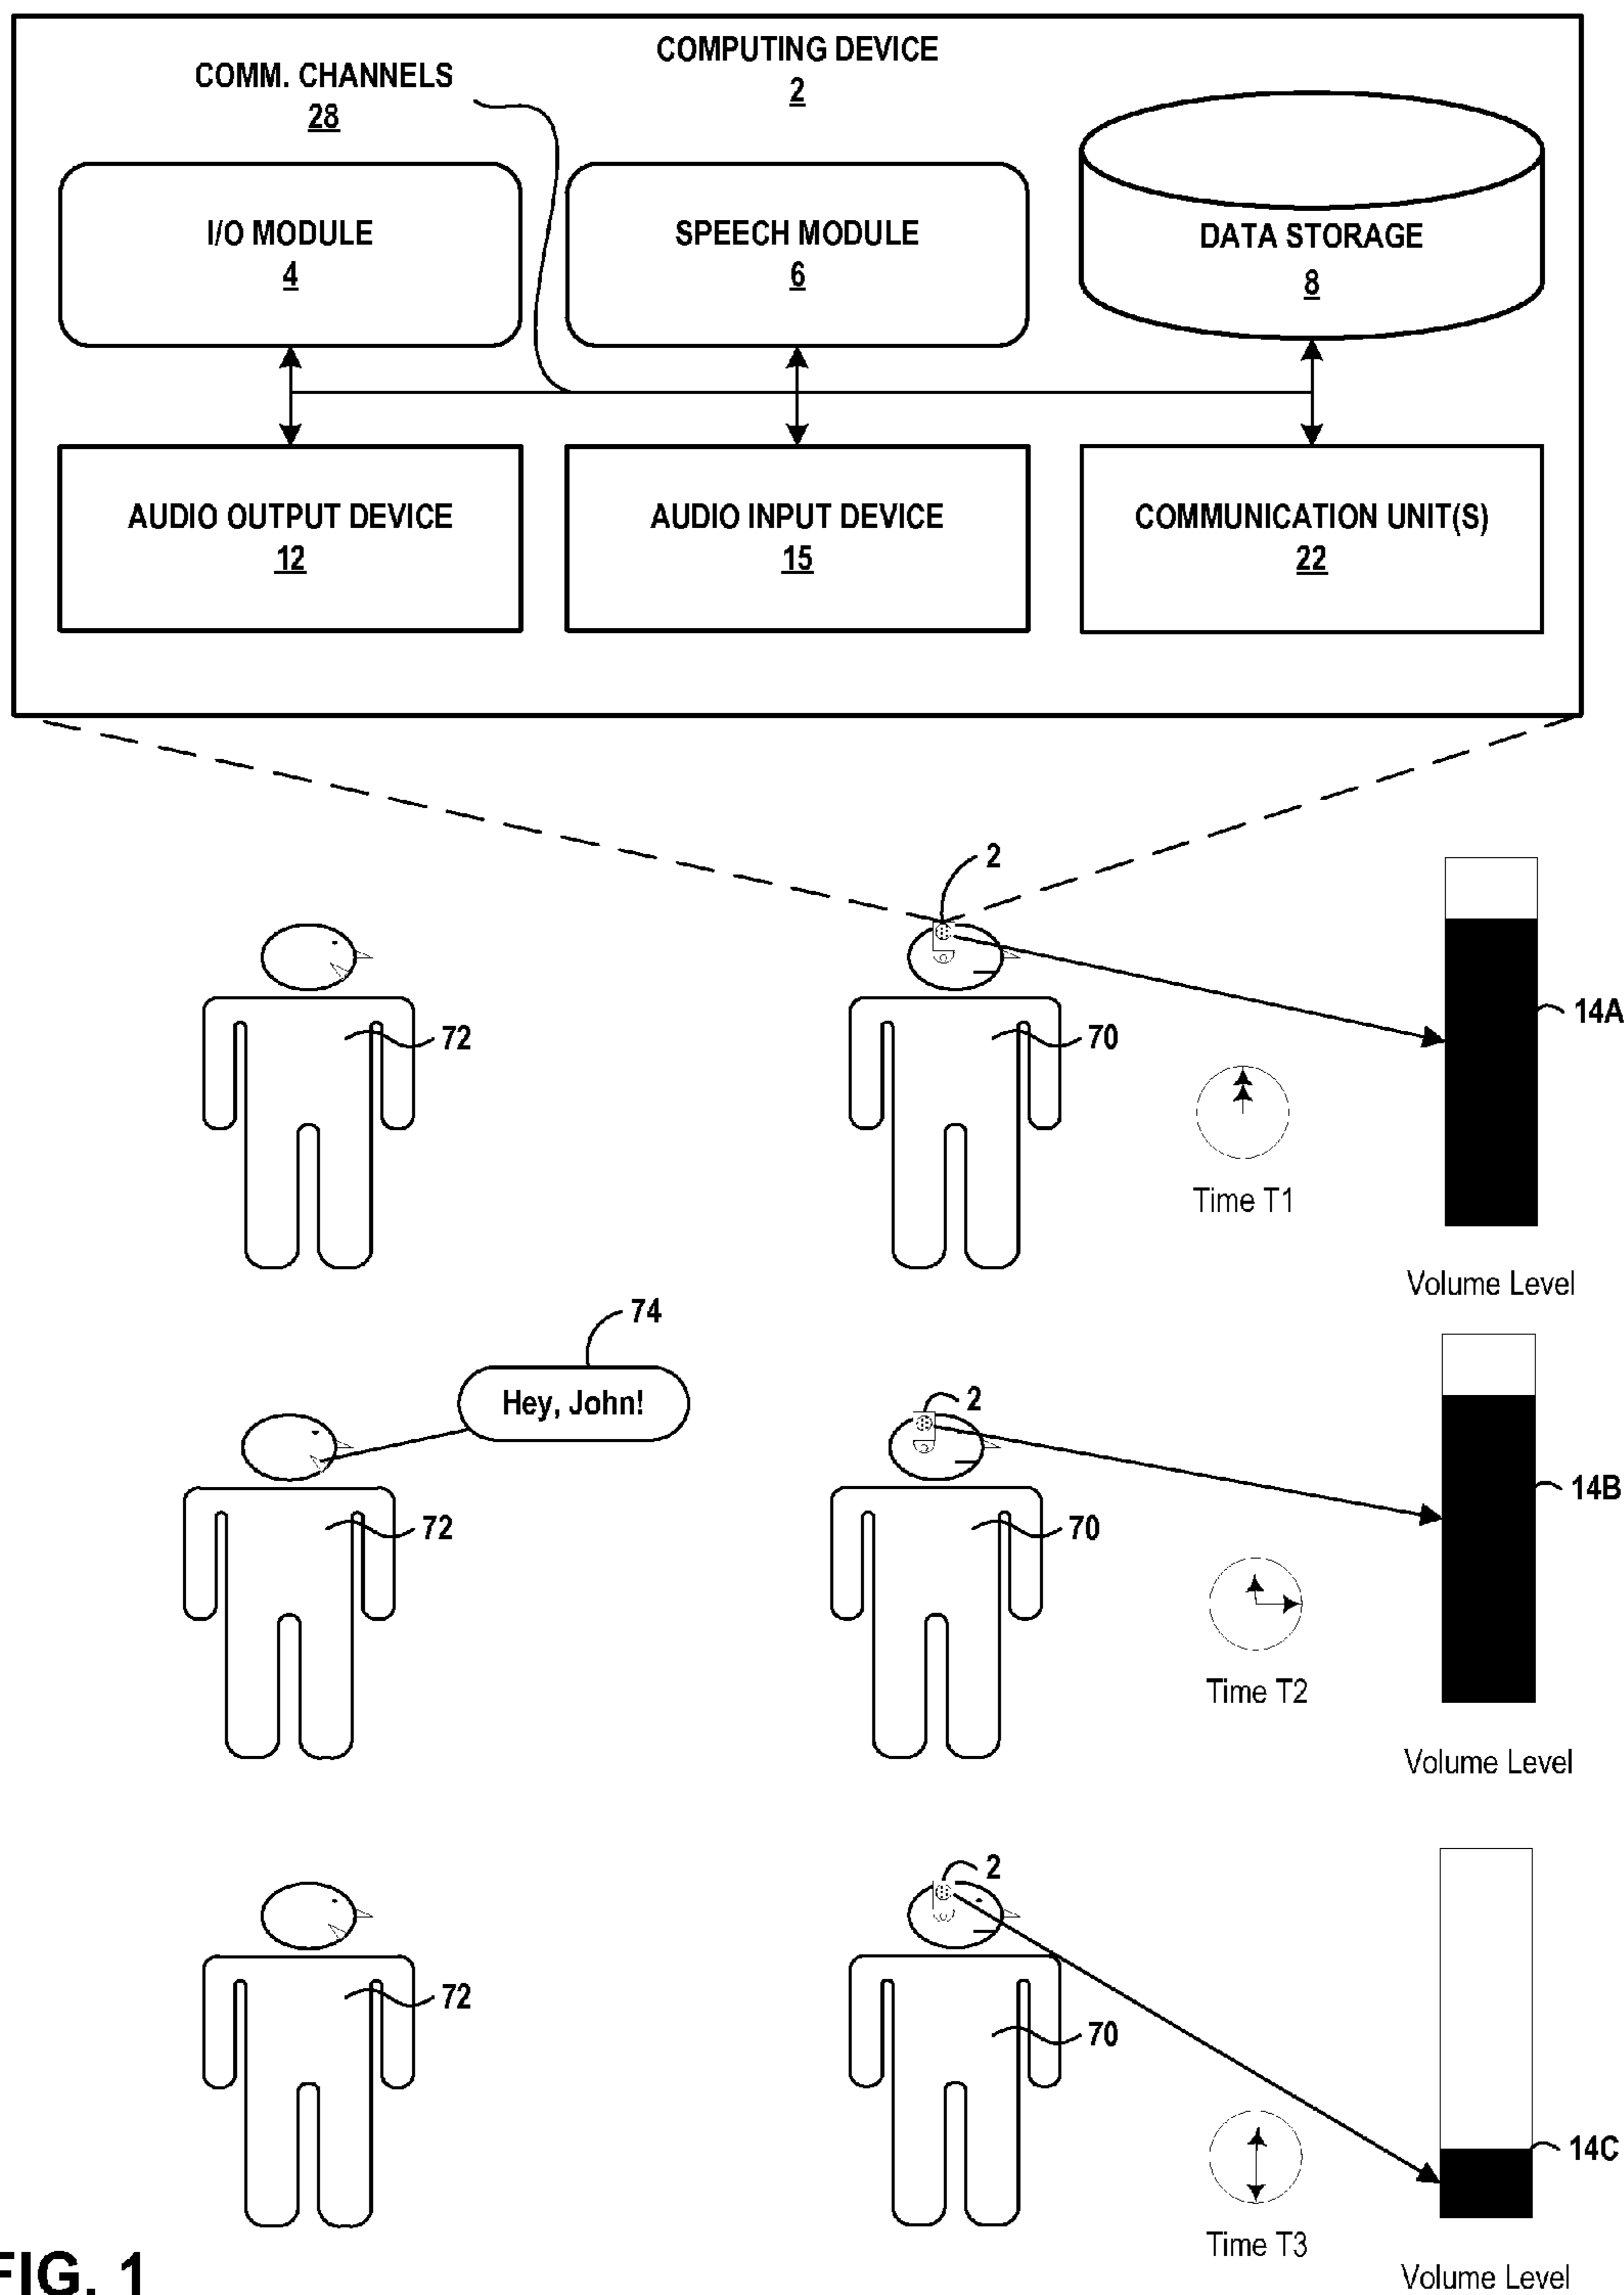 COMPUTING DEVICE
2
COMM. CHANNELS
28
I/O MODULE
4
SPEECH MODULE
6
DATA STORAGE
8
AUDIO OUTPUT DEVICE
12
AUDIO INPUT DEVICE
15
COMMUNICATION UNIT(S)
22
2
14A
72
70
Time T1
Volume Level
74
Hey, John!
2
14B
72
70
Time T2
Volume Level
2
72
70
14C
Time T3
Volume Level
FIG. 1